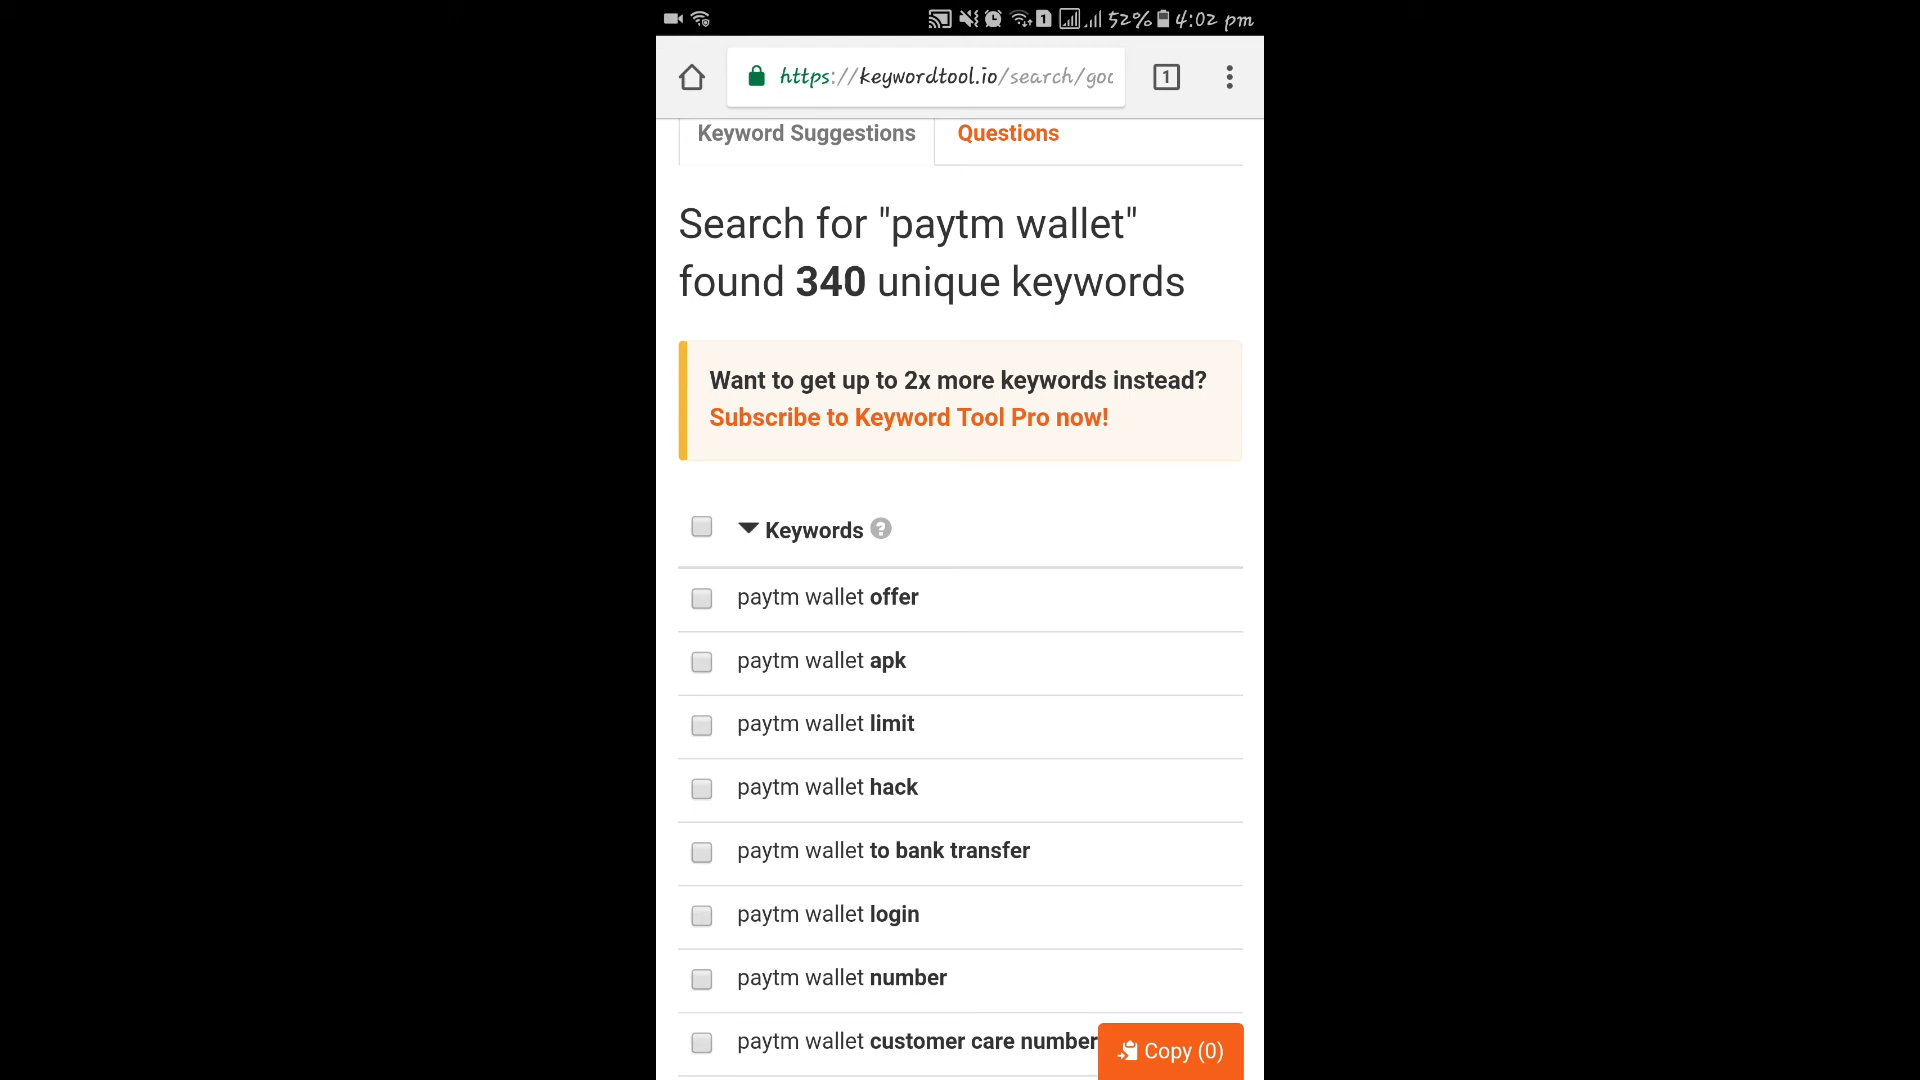 52% 4:02 pm
https://keywordtool.io/search/goo
1
Keyword Suggestions
Questions
Search for "paytm wallet"
found 340 unique keywords
Want to get up to 2x more keywords instead?
Subscribe to Keyword Tool Pro now!
Keywords ?
paytm wallet offer
paytm wallet apk
paytm wallet limit
paytm wallet hack
paytm wallet to bank transfer
paytm wallet login
paytm wallet number
paytm wallet customer care number
Copy (0)